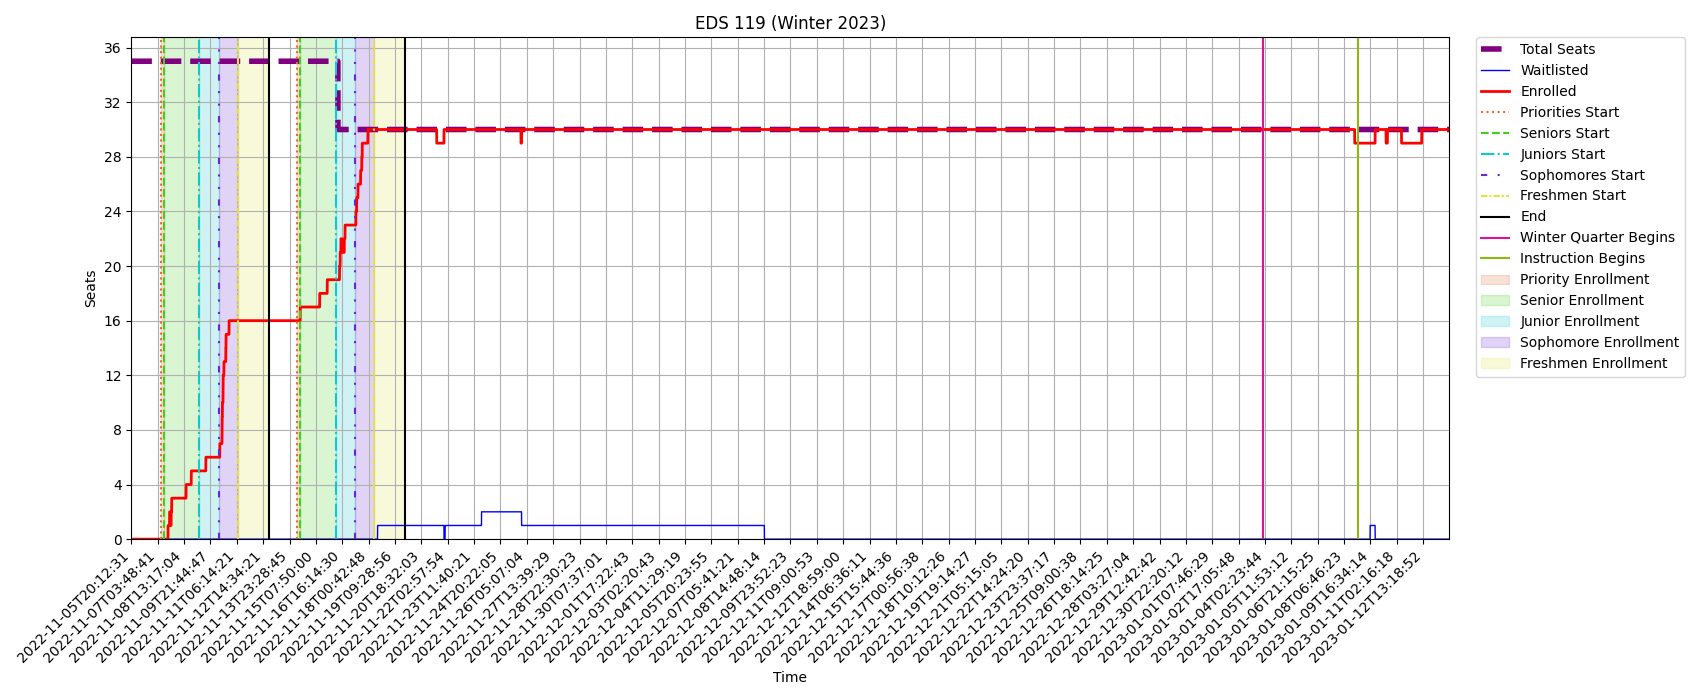 EDS 119 (Winter 2023)
Total Seats
Waitlisted
Enrolled
Priorities Start
Seniors Start
Juniors Start
Sophomores Start
Freshmen Start
End
Winter Quarter Begins
Instruction Begins
Priority Enrollment
Senior Enrollment
Junior Enrollment
Sophomore Enrollment
Freshmen Enrollment
Seats
36
32
28
24
20
16
12
8
4
0
2022-11-05T20:12:31
2022-11-07T03:48:41
2022-11-08T13:17:04
2022-11-09T21:44:47
2022-11-11T06:14:21
2022-11-12T14:34:21
2022-11-13T23:28:45
2022-11-15T07:50:00
2022-11-16T16:14:30
2022-11-18T00:42:48
2022-11-19T09:28:56
2022-11-20T18:32:03
2022-11-22T02:57:54
2022-11-23T11:40:21
2022-11-24T20:22:05
2022-11-26T05:07:04
2022-11-27T13:39:29
2022-11-28T22:30:23
2022-11-30T07:37:01
2022-12-01T17:22:43
2022-12-03T02:20:43
2022-12-04T11:29:19
2022-12-05T20:23:55
2022-12-07T05:41:21
2022-12-08T14:48:14
2022-12-09T23:52:23
2022-12-11T09:00:53
2022-12-12T18:59:00
2022-12-14T06:36:11
2022-12-15T15:44:36
2022-12-17T00:56:38
2022-12-18T10:12:26
2022-12-19T19:14:27
2022-12-21T05:15:05
2022-12-22T14:24:20
2022-12-23T23:37:17
2022-12-25T09:00:38
2022-12-26T18:14:25
2022-12-28T03:27:04
2022-12-29T12:42:42
2022-12-30T22:20:12
2023-01-01T07:46:29
2023-01-02T17:05:48
2023-01-04T02:23:44
2023-01-05T11:53:12
2023-01-06T21:15:25
2023-01-08T06:46:23
2023-01-09T16:34:14
2023-01-11T02:16:18
2023-01-12T13:18:52
Time